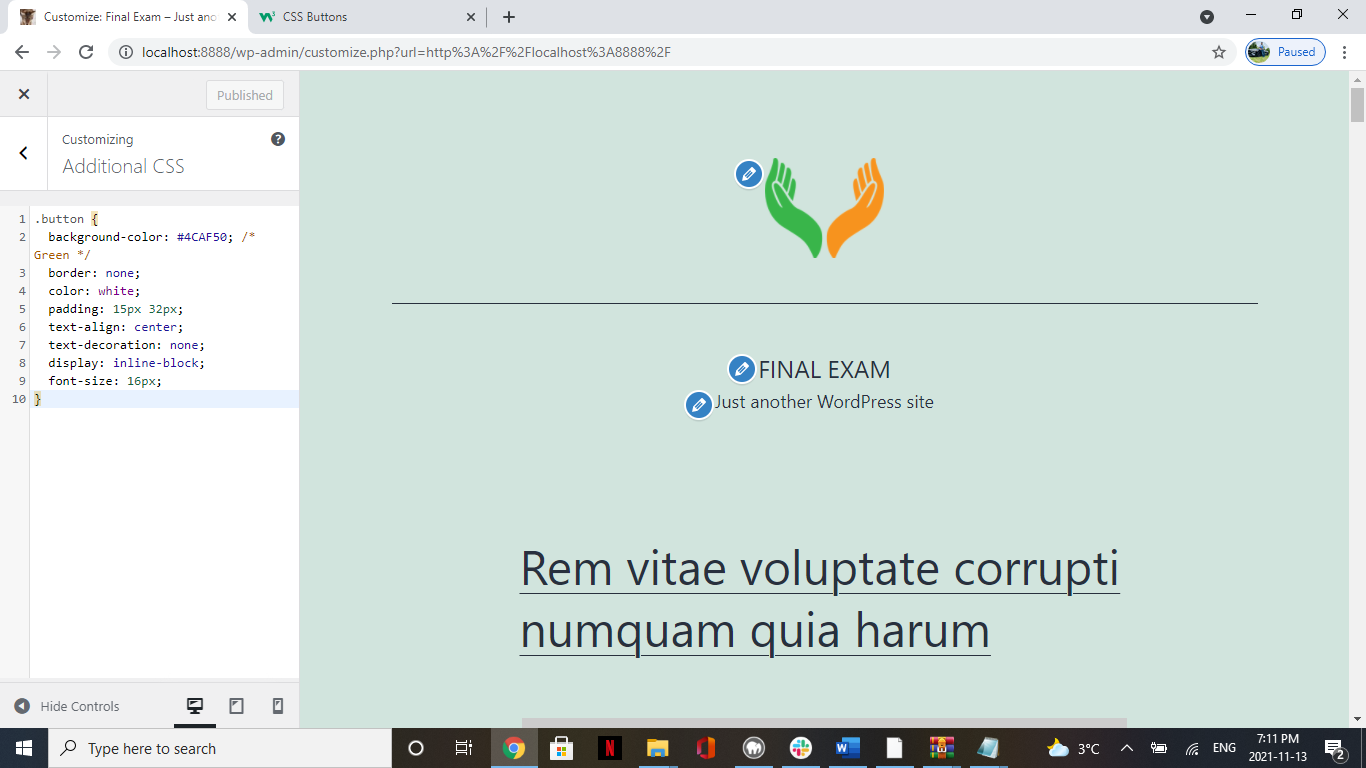 Customize: Final Exam – Just ano
CSS Buttons
localhost:8888/wp-admin/customize.php?url=http%3A%2F%2Flocalhost%3A8888%2F
Paused
Published
Customizing
Additional CSS
1 .button {
2 background-color: #4CAF50; /*
Green */
3 border: none;
4 color: white;
5 padding: 15px 32px;
6 text-align: center;
7 text-decoration: none;
8 display: inline-block;
9 font-size: 16px;
10 }
FINAL EXAM
Just another WordPress site
Rem vitae voluptate corrupti
numquam quia harum
Hide Controls
Type here to search
3°C
ENG
7:11 PM
2021-11-13
2